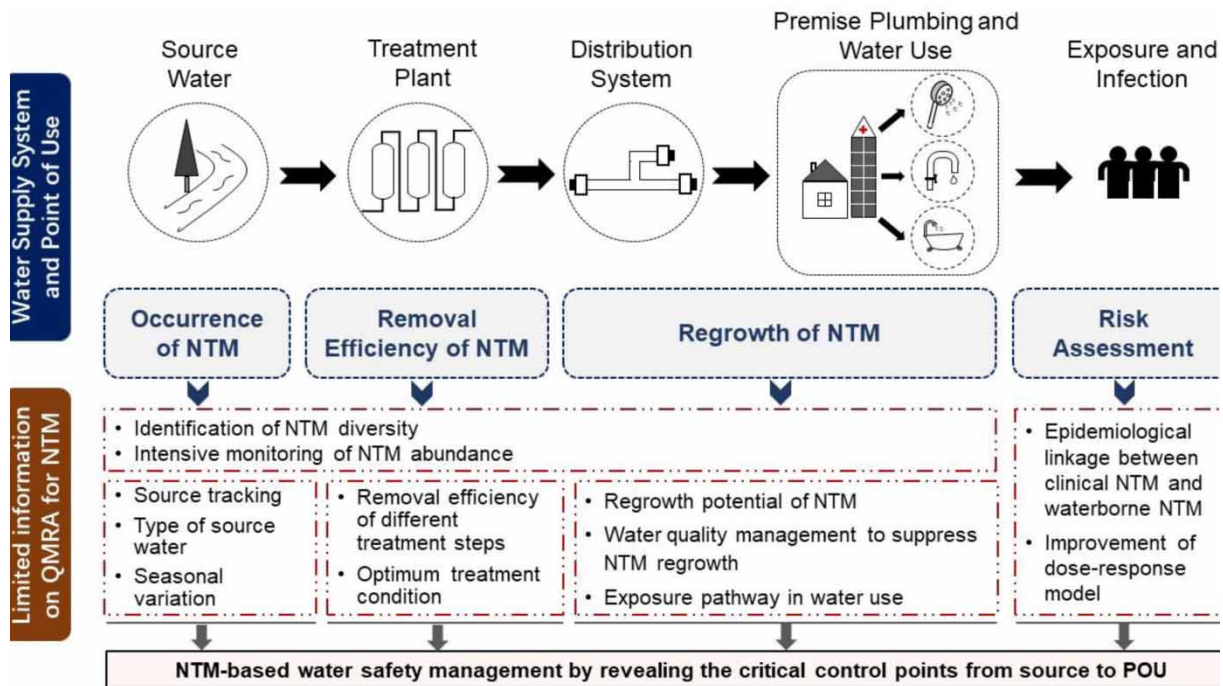 Source
Water
Treatment
Plant
Distribution
System
Premise Plumbing and
Water Use
Exposure and
Infection
Water Supply System
and Point of Use
Occurrence
of NTM
Removal
Efficiency of NTM
Regrowth of NTM
Risk
Assessment
Limited information
on QMRA for NTM
• Identification of NTM diversity
• Intensive monitoring of NTM abundance
• Source tracking
• Type of source
water
• Seasonal
variation
• Removal efficiency
of different
treatment steps
• Optimum treatment
condition
• Regrowth potential of NTM
• Water quality management to suppress
NTM regrowth
• Exposure pathway in water use
• Epidemiological
linkage between
clinical NTM and
waterborne NTM
• Improvement of
dose-response
model
NTM-based water safety management by revealing the critical control points from source to POU